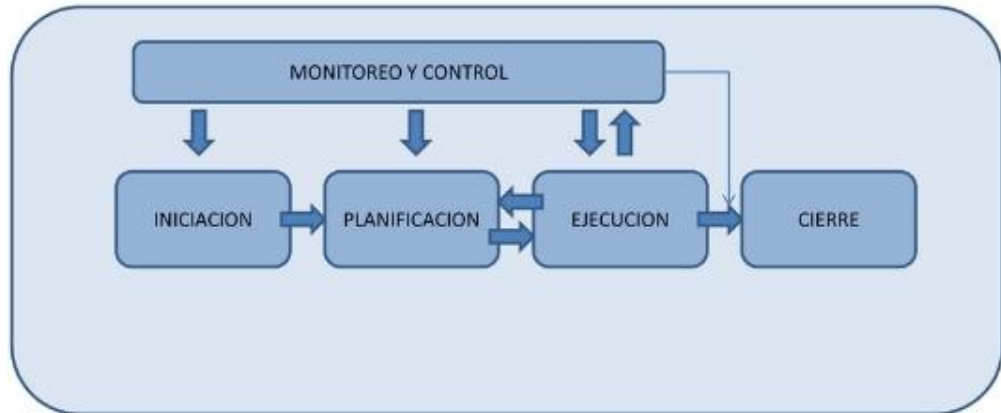 MONITOREO Y CONTROL
INICIACION
PLANIFICACION
EJECUCION
CIERRE